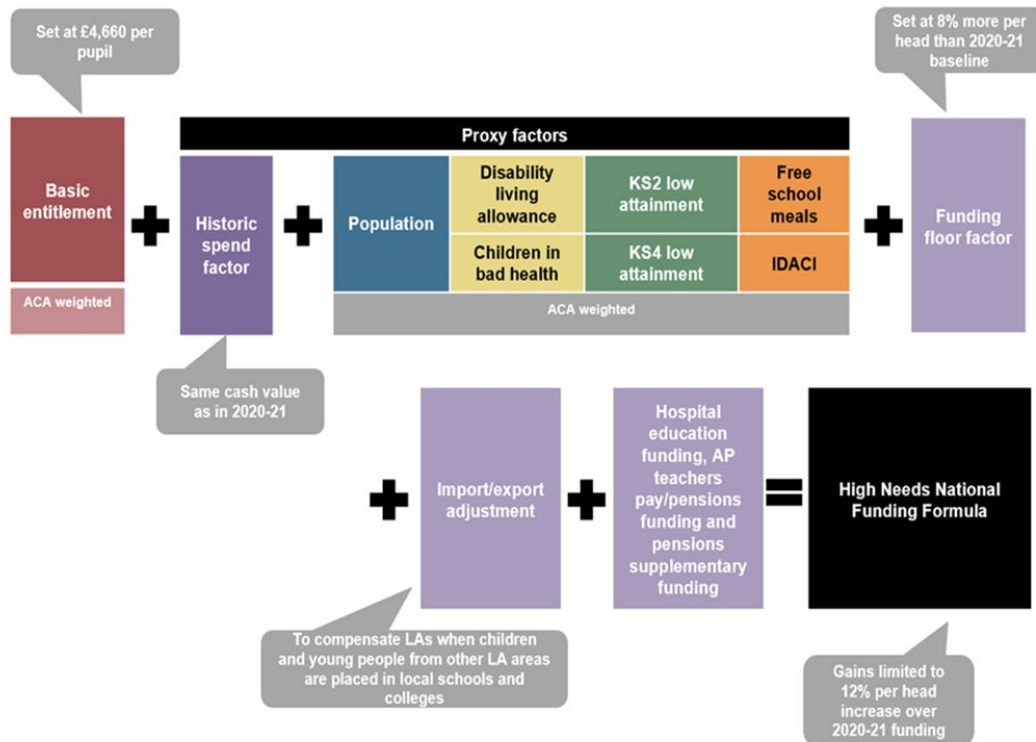 Set at £4,660 per
pupil
Set at 8% more per
head than 2020-21
baseline
Proxy factors
Basic
entitlement
ACA weighted
Historic
spend
factor
Population
Disability
living
allowance
Children in
bad health
KS2 low
attainment
KS4 low
attainment
Free
school
meals
IDACI
ACA weighted
Funding
floor factor
Same cash value
as in 2020-21
Import/export
adjustment
Hospital
education
funding, AP
teachers
pay/pensions
funding and
pensions
supplementary
funding
High Needs National
Funding Formula
To compensate LAs when children
and young people from other LA areas
are placed in local schools and
colleges
Gains limited to
12% per head
increase over
2020-21 funding